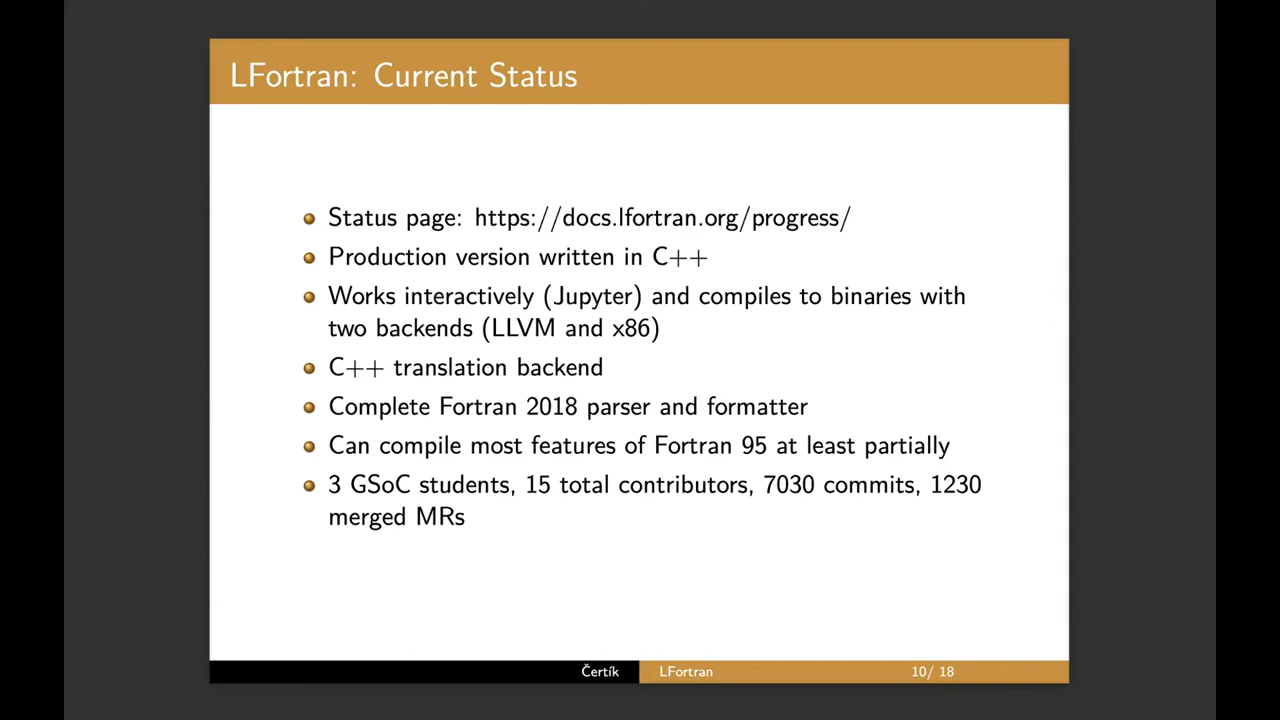 LFortran: Current Status
Status page: https://docs.lfortran.org/progress/
Production version written in C++
Works interactively (Jupyter) and compiles to binaries with
two backends (LLVM and x86)
C++ translation backend
Complete Fortran 2018 parser and formatter
Can compile most features of Fortran 95 at least partially
3 GSoC students, 15 total contributors, 7030 commits, 1230
merged MRs
Čertík LFortran 10/ 18